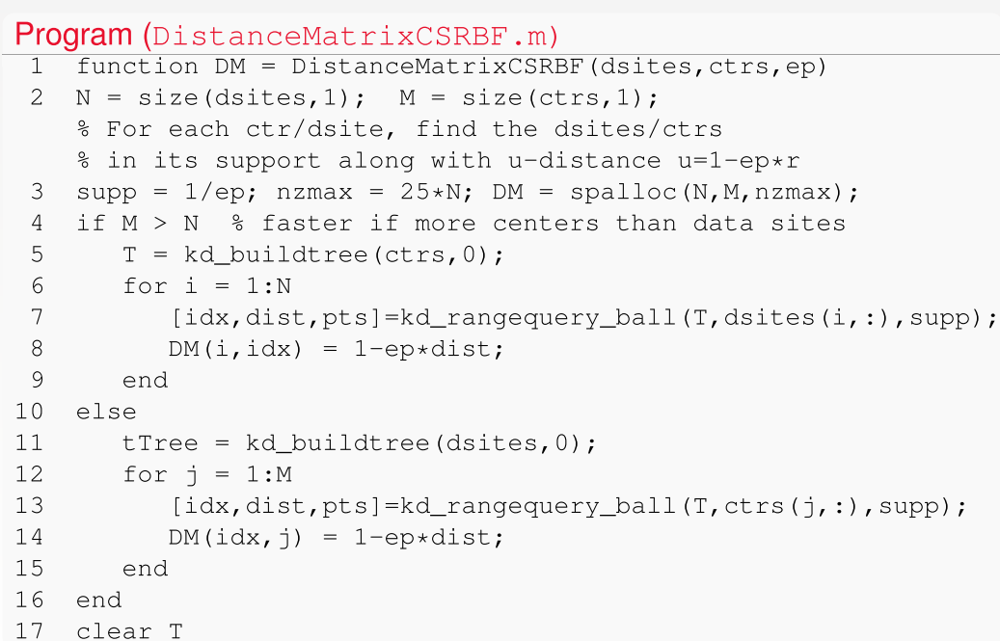 Program (DistanceMatrixCSRBF.m)
1 function DM = DistanceMatrixCSRBF(dsites,ctrs,ep)
2 N = size(dsites,1); M = size(ctrs,1);
% For each ctr/dsite, find the dsites/ctrs
% in its support along with u-distance u=1-ep*r
3 supp = 1/ep; nzmax = 25*N; DM = spalloc(N,M,nzmax);
4 if M > N % faster if more centers than data sites
5 T = kd_buildtree(ctrs,0);
6 for i = 1:N
7 [idx,dist,pts]=kd_rangequery_ball(T,dsites(i,:),supp);
8 DM(i,idx) = 1-ep*dist;
9 end
10 else
11 tTree = kd_buildtree(dsites,0);
12 for j = 1:M
13 [idx,dist,pts]=kd_rangequery_ball(T,ctrs(j,:),supp);
14 DM(idx,j) = 1-ep*dist;
15 end
16 end
17 clear T